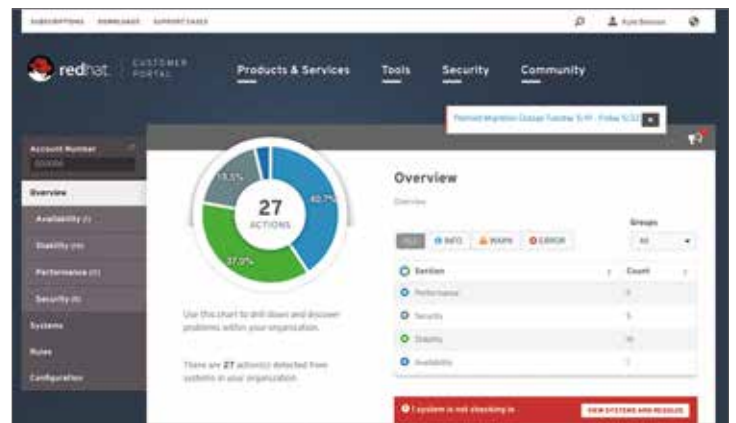 SUBSCRIPTIONS DOWNLOADS SUPPORT CASES
redhat. CUSTOMER PORTAL
Products & Services Tools Security Community
Account Number
Overview
Availability
Stability
Performance
Security
Systems
Rules
Configuration
27
ACTIONS
40.7%
37.0%
Use this chart to drill down and discover
problems within your organization.
There are 27 action(s) detected from
systems in your organization.
Overview
Overview
Groups
ALL INFO WARN ERROR
All
Section Count
Performance
Security
Stability
Availability
1 system is not checking in
VIEW SYSTEMS AND RESOLVE